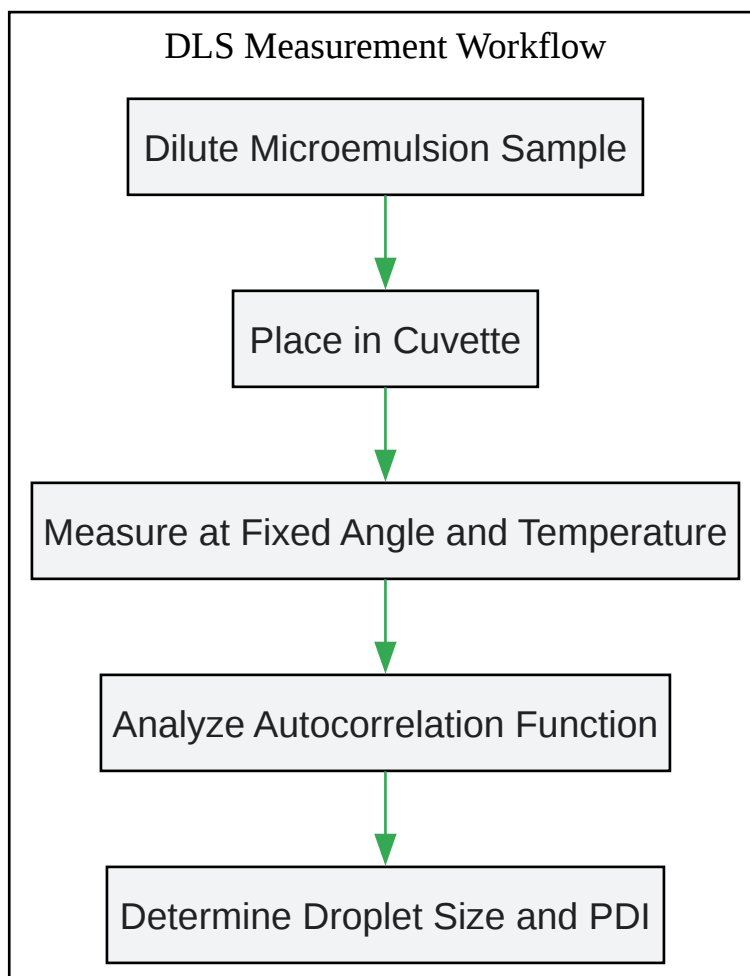 DLS Measurement Workflow
Dilute Microemulsion Sample
Place in Cuvette
Measure at Fixed Angle and Temperature
Analyze Autocorrelation Function
Determine Droplet Size and PDI